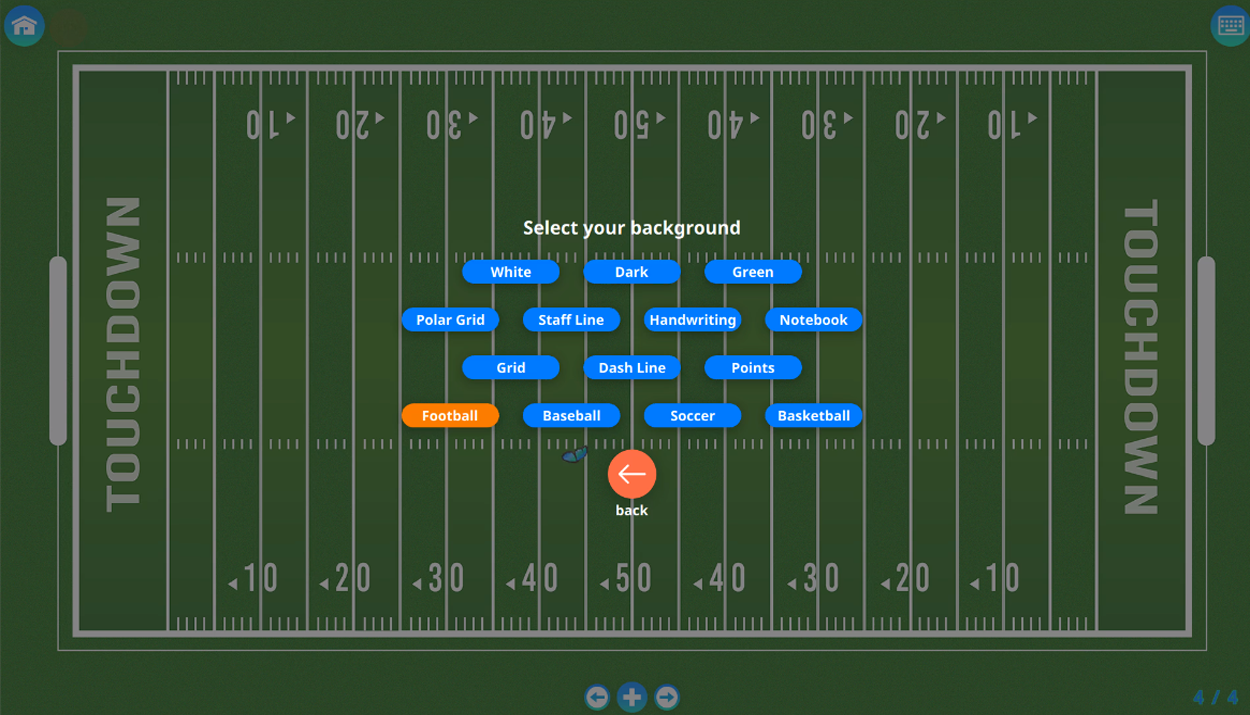 10 20 30 40 50 40 30 20 10
TOUCHDOWN
TOUCHDOWN
Select your background
White Dark Green
Polar Grid Staff Line Handwriting Notebook
Grid Dash Line Points
Football Baseball Soccer Basketball
back
10 20 30 40 50 40 30 20 10
4 / 4